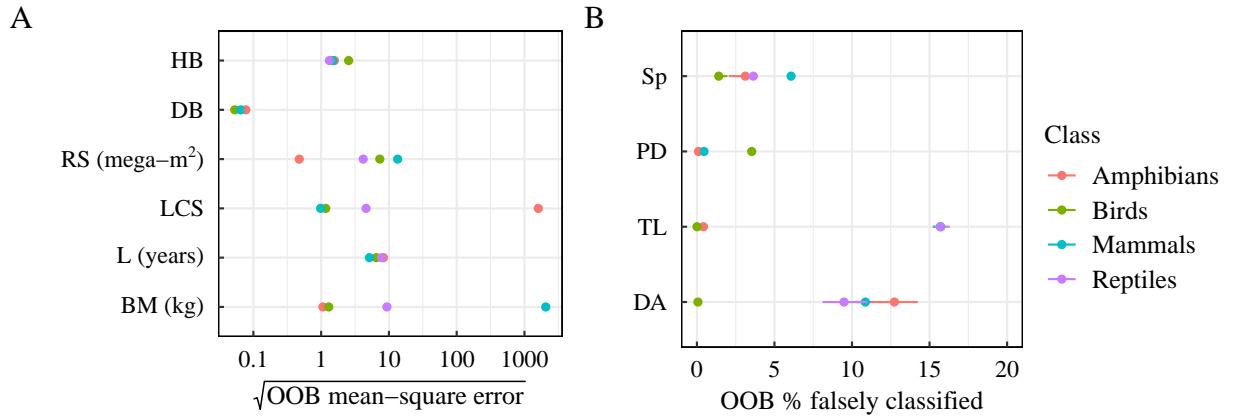 A
HB
DB
RS (mega−m²)
LCS
L (years)
BM (kg)
0.1 1 10 100 1000
√OOB mean−square error
B
Sp
PD
TL
DA
0 5 10 15 20
OOB % falsely classified
Class
Amphibians
Birds
Mammals
Reptiles